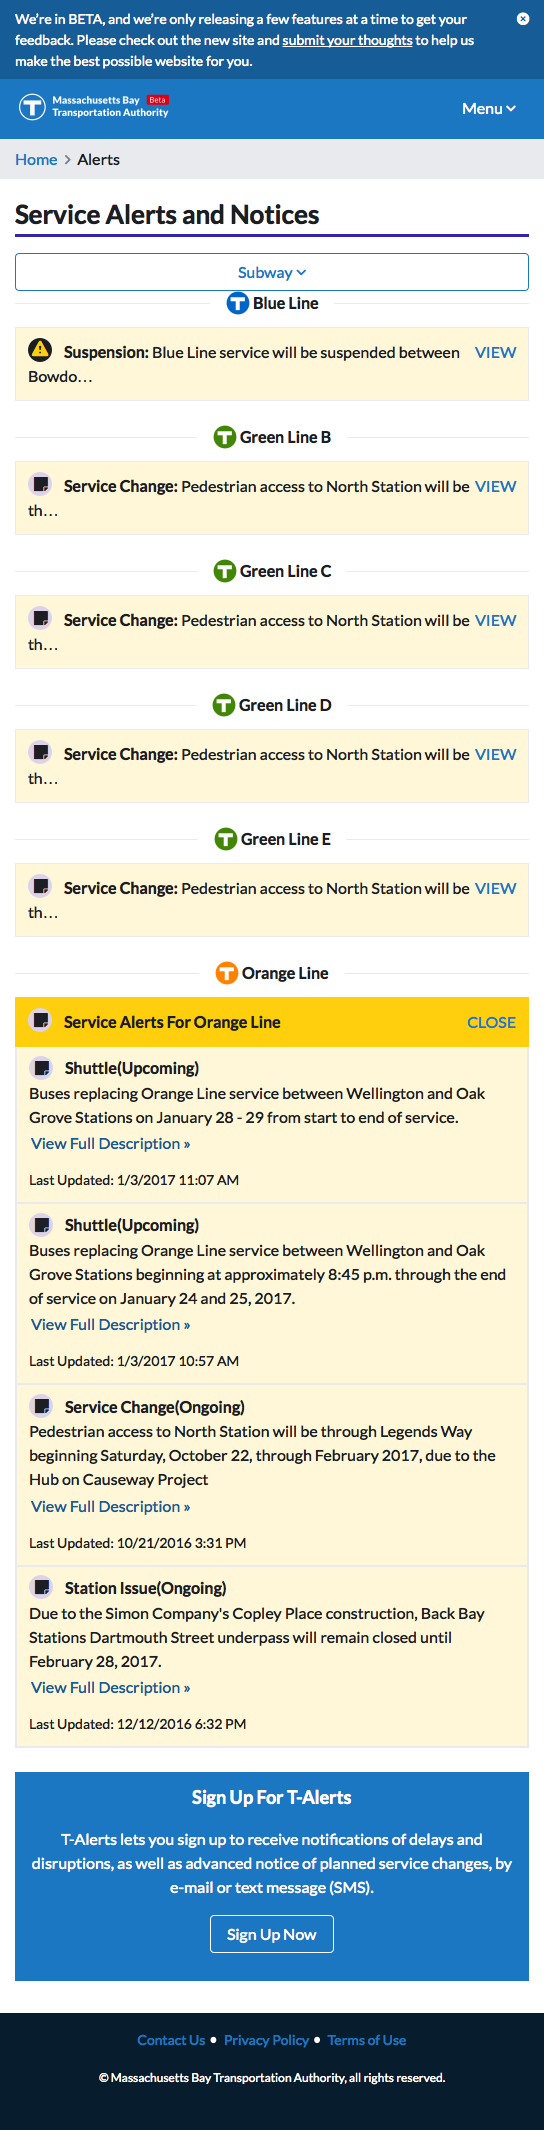 We're in BETA, and we're only releasing a few features at a time to get your
feedback. Please check out the new site and submit your thoughts to help us
make the best possible website for you.
T
Massachusetts Bay Beta
Transportation Authority
Menu
Home > Alerts
Service Alerts and Notices
Subway
T Blue Line
Suspension: Blue Line service will be suspended between VIEW
Bowdo…
T Green Line B
Service Change: Pedestrian access to North Station will be VIEW
th…
T Green Line C
Service Change: Pedestrian access to North Station will be VIEW
th…
T Green Line D
Service Change: Pedestrian access to North Station will be VIEW
th…
T Green Line E
Service Change: Pedestrian access to North Station will be VIEW
th…
T Orange Line
Service Alerts For Orange Line CLOSE
Shuttle(Upcoming)
Buses replacing Orange Line service between Wellington and Oak
Grove Stations on January 28 - 29 from start to end of service.
View Full Description »
Last Updated: 1/3/2017 11:07 AM
Shuttle(Upcoming)
Buses replacing Orange Line service between Wellington and Oak
Grove Stations beginning at approximately 8:45 p.m. through the end
of service on January 24 and 25, 2017.
View Full Description »
Last Updated: 1/3/2017 10:57 AM
Service Change(Ongoing)
Pedestrian access to North Station will be through Legends Way
beginning Saturday, October 22, through February 2017, due to the
Hub on Causeway Project
View Full Description »
Last Updated: 10/21/2016 3:31 PM
Station Issue(Ongoing)
Due to the Simon Company's Copley Place construction, Back Bay
Stations Dartmouth Street underpass will remain closed until
February 28, 2017.
View Full Description »
Last Updated: 12/12/2016 6:32 PM
Sign Up For T-Alerts
T-Alerts lets you sign up to receive notifications of delays and
disruptions, as well as advanced notice of planned service changes, by
e-mail or text message (SMS).
Sign Up Now
Contact Us • Privacy Policy • Terms of Use
© Massachusetts Bay Transportation Authority, all rights reserved.